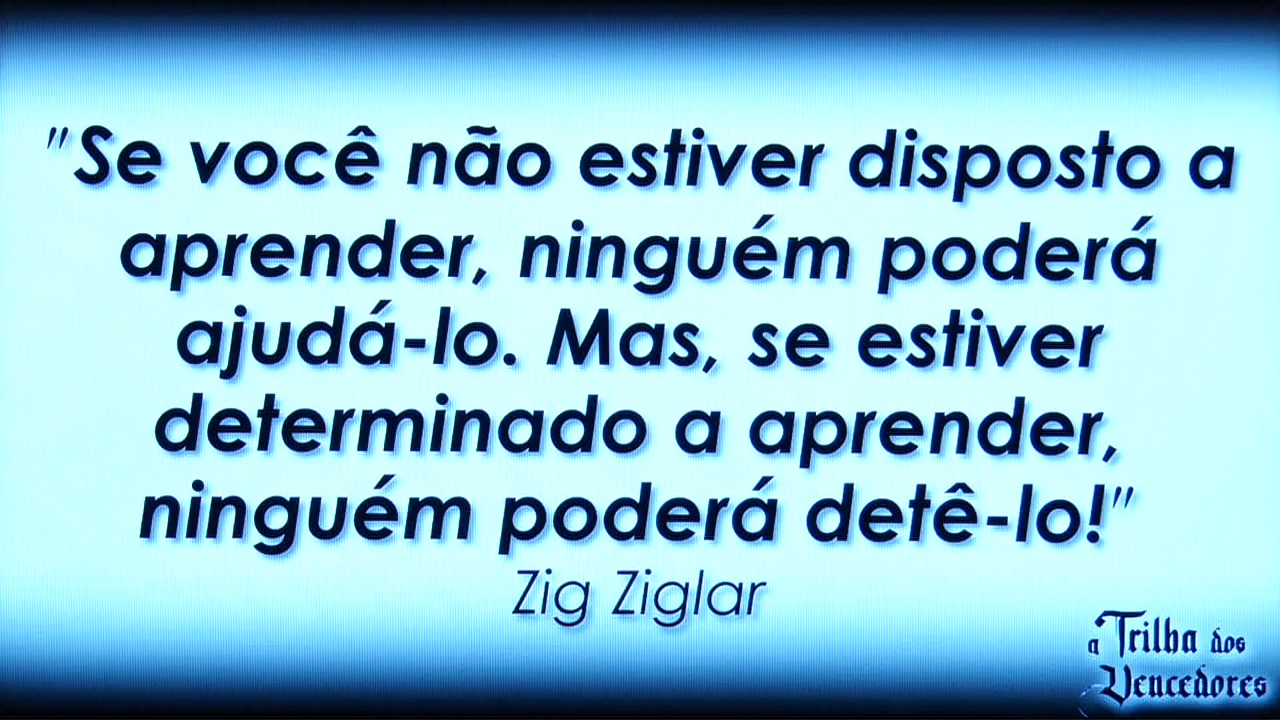 "Se você não estiver disposto a
aprender, ninguém poderá
ajudá-lo. Mas, se estiver
determinado a aprender,
ninguém poderá detê-lo!"
Zig Ziglar
a Trilha dos
Vencedores